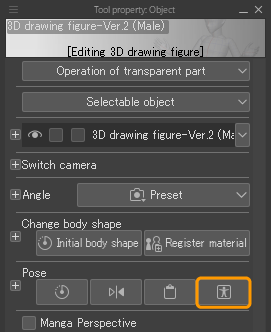 Tool property: Object
3D drawing figure-Ver.2 (Male)
[Editing 3D drawing figure]
Operation of transparent part
Selectable object
3D drawing figure-Ver.2 (Ma
Switch camera
Angle
Preset
Change body shape
Initial body shape
Register material
Pose
Manga Perspective